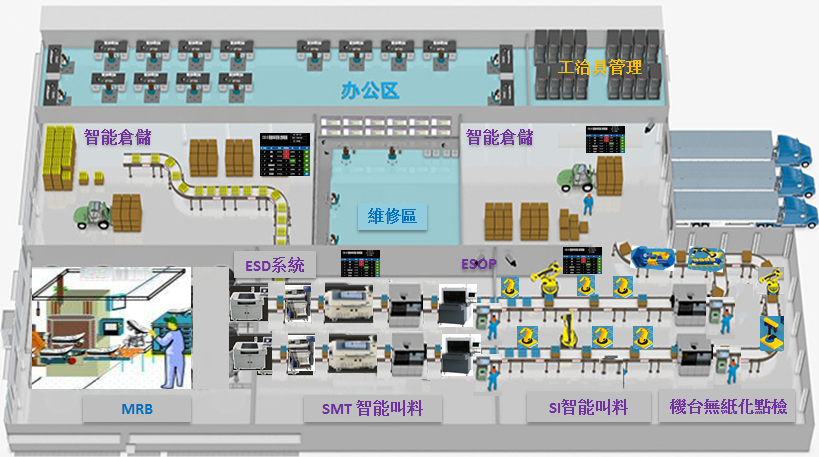 工治具管理
办公区
智能倉儲
智能倉儲
維修區
ESD系統
ESOP
MRB
SMT 智能叫料
SI智能叫料
機台無紙化點檢